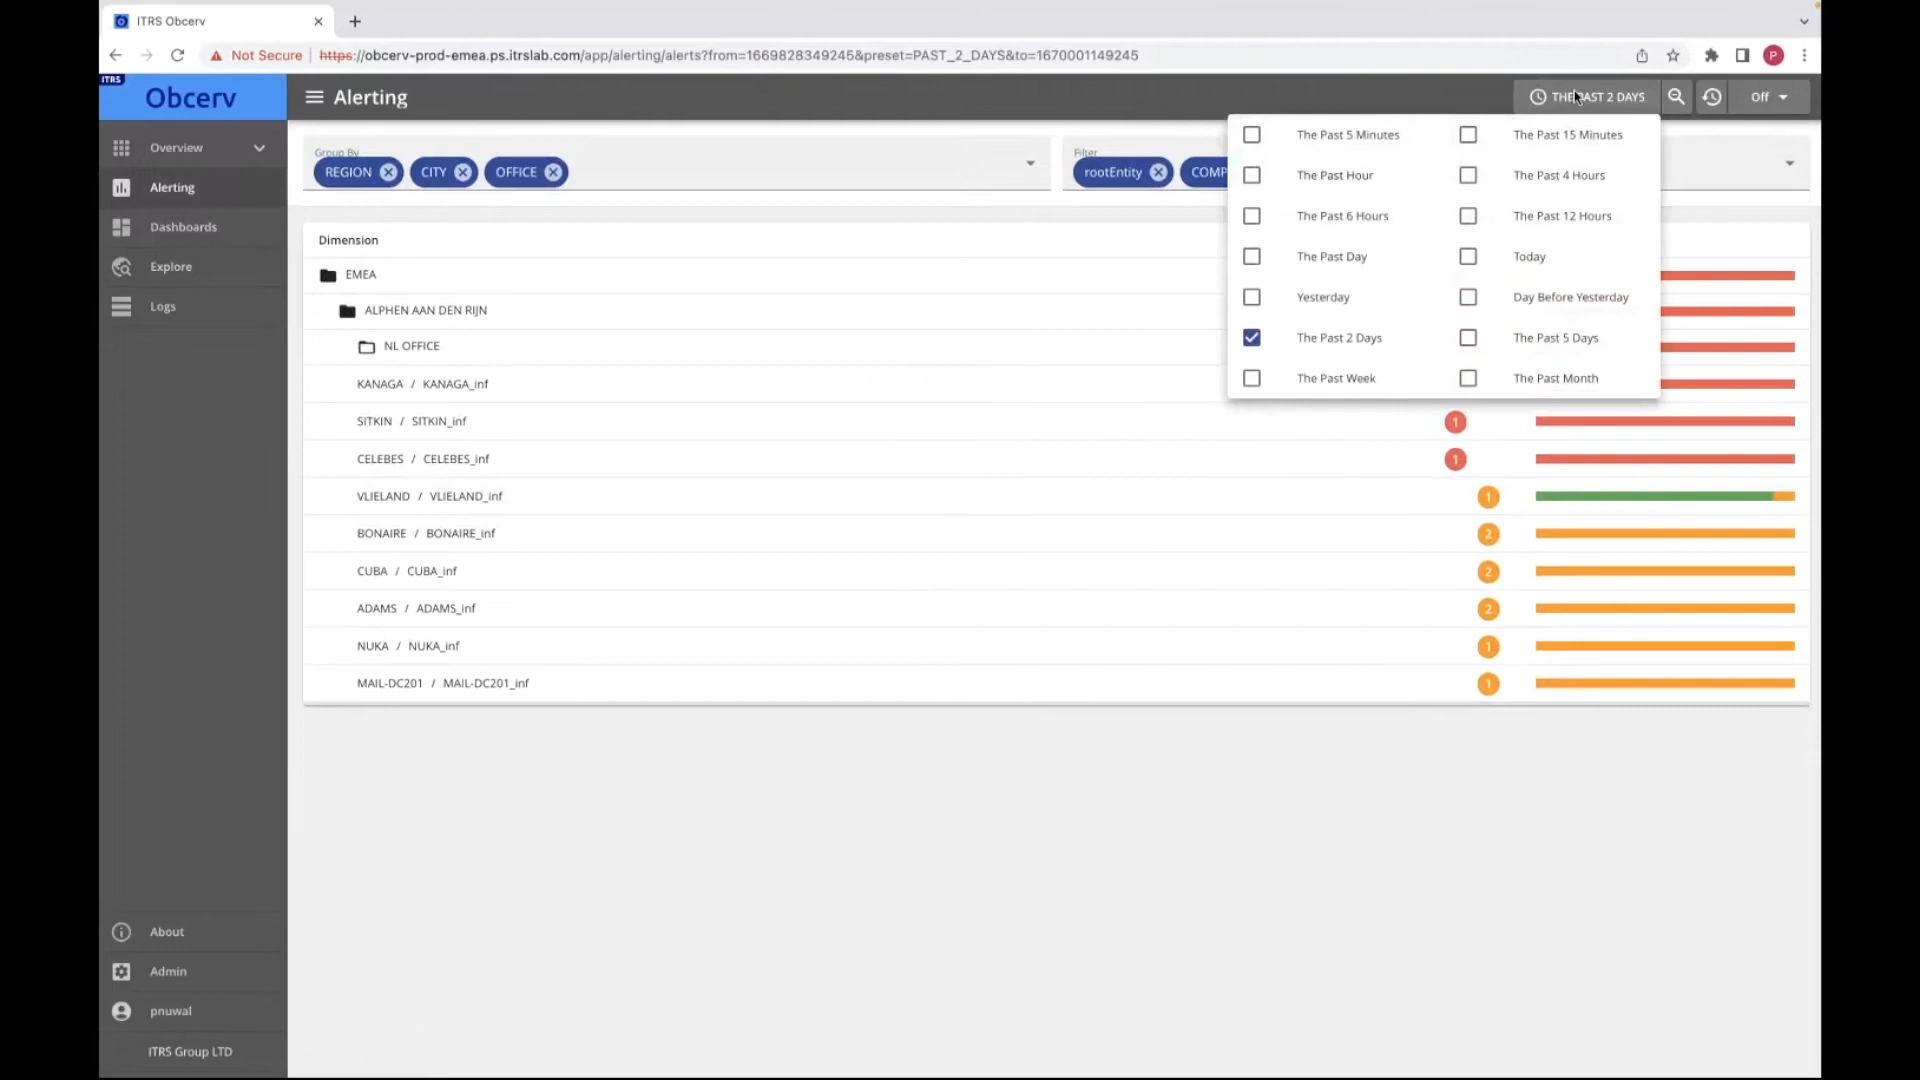 ITRS Obcerv
Not Secure | https://obcerv-prod-emea.ps.itrslab.com/app/alerting/alerts?from=1669828349245&preset=PAST_2_DAYS&to=1670001149245
P
ITRS
Obcerv
Alerting
THE PAST 2 DAYS
Off
Overview
Alerting
Dashboards
Explore
Logs
About
Admin
pnuwal
ITRS Group LTD
Group By
REGION
CITY
OFFICE
Filter
rootEntity
COMP
The Past 5 Minutes
The Past 15 Minutes
The Past Hour
The Past 4 Hours
The Past 6 Hours
The Past 12 Hours
The Past Day
Today
Yesterday
Day Before Yesterday
The Past 2 Days
The Past 5 Days
The Past Week
The Past Month
Dimension
EMEA
ALPHEN AAN DEN RIJN
NL OFFICE
KANAGA / KANAGA_inf
SITKIN / SITKIN_inf 1
CELEBES / CELEBES_inf 1
VLIELAND / VLIELAND_inf 1
BONAIRE / BONAIRE_inf 2
CUBA / CUBA_inf 2
ADAMS / ADAMS_inf 2
NUKA / NUKA_inf 1
MAIL-DC201 / MAIL-DC201_inf 1